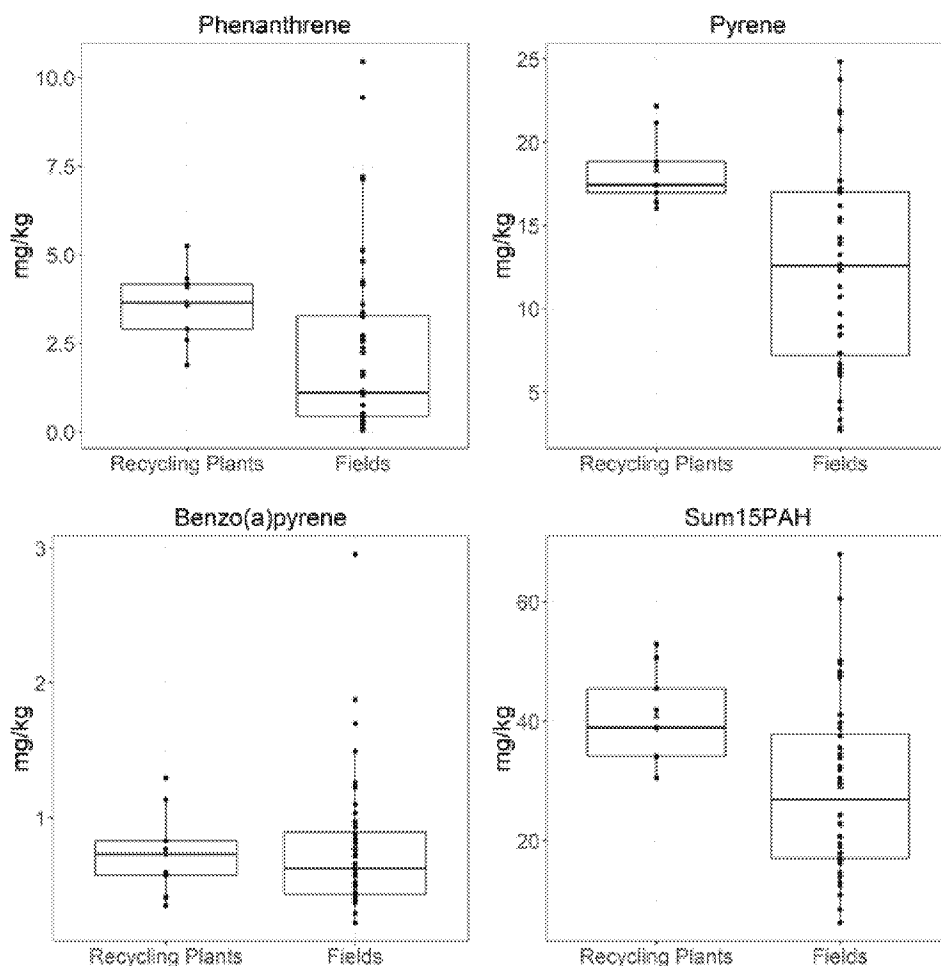 Phenanthrene
10.0
7.5
5.0
2.5
0.0
mg/kg
Recycling Plants Fields
Pyrene
25
20
15
10
5
mg/kg
Recycling Plants Fields
Benzo(a)pyrene
3
2
1
mg/kg
Recycling Plants Fields
Sum15PAH
60
40
20
mg/kg
Recycling Plants Fields